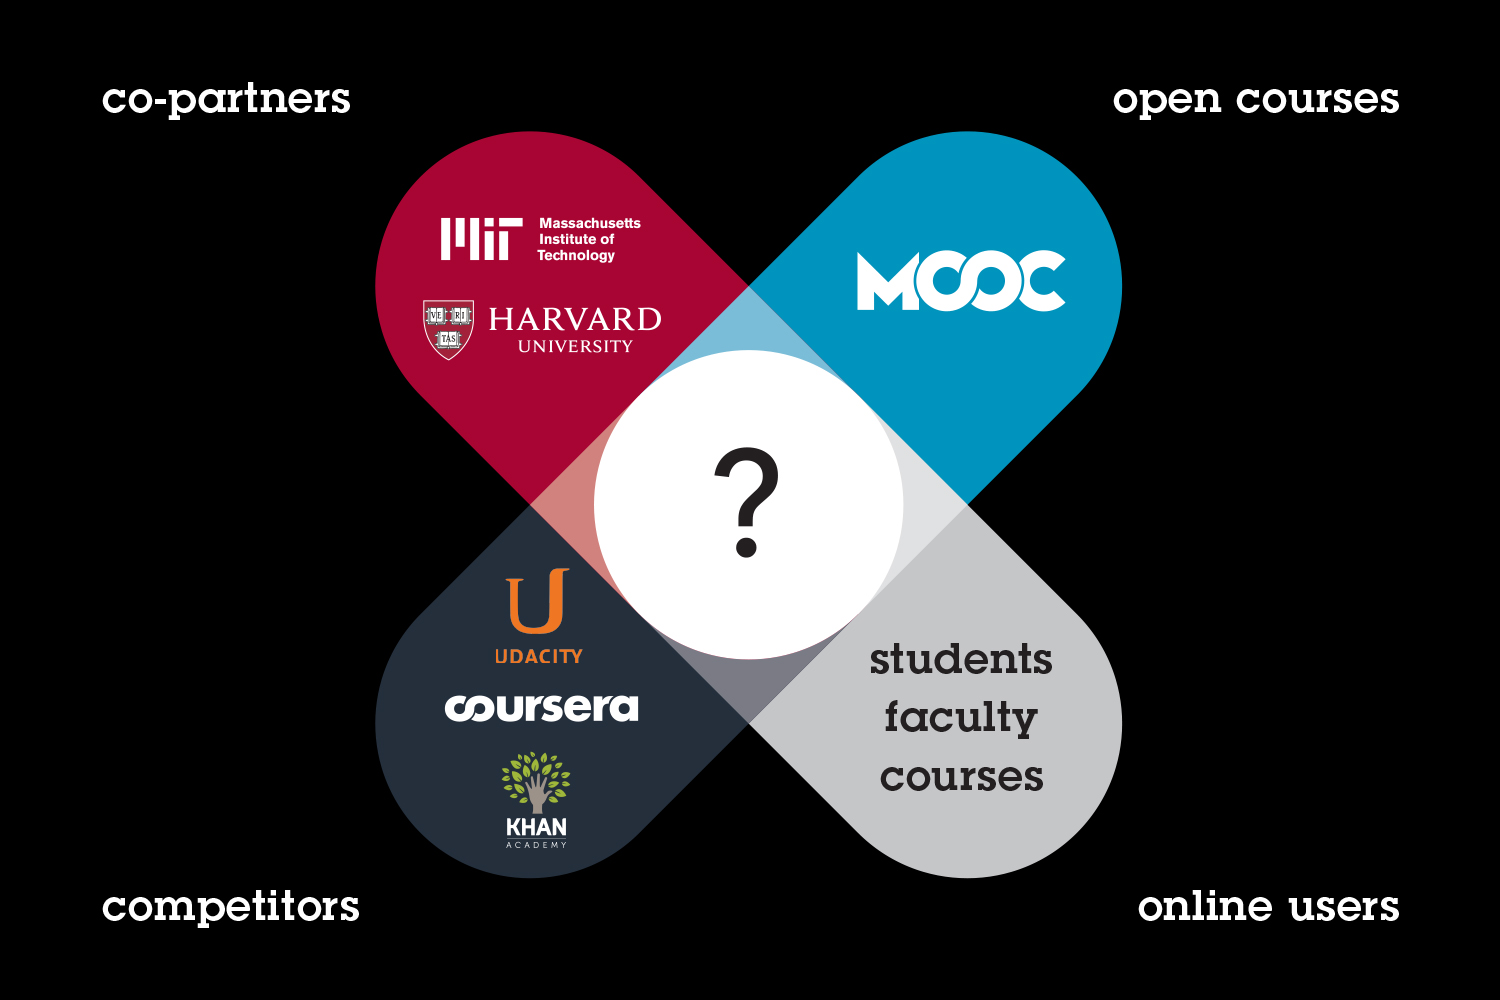 co-partners
open courses
MIT
Massachusetts
Institute of
Technology
VE RI
TAS
HARVARD
UNIVERSITY
MOOC
?
UDACITY
coursera
KHAN
ACADEMY
students
faculty
courses
competitors
online users